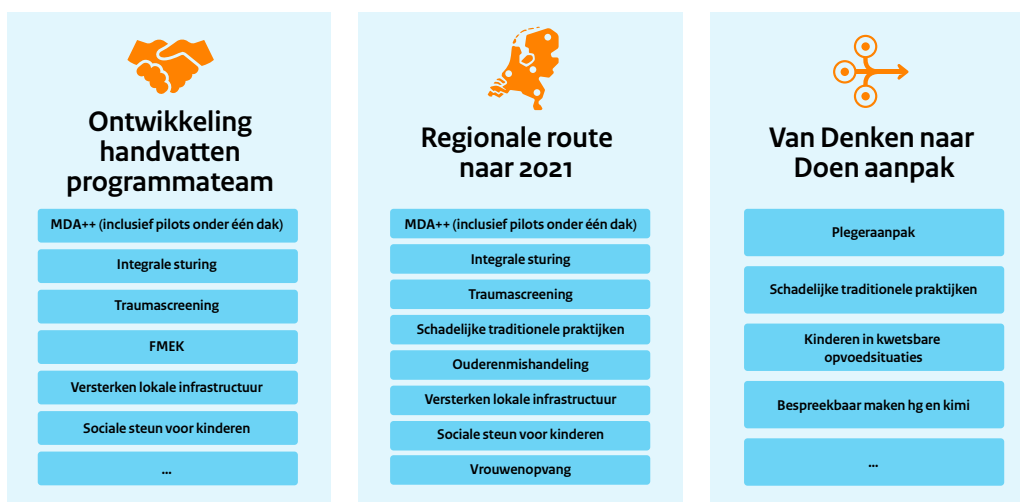 Ontwikkeling
handvatten
programmateam
MDA++ (inclusief pilots onder één dak)
Integrale sturing
Traumascreening
FMEK
Versterken lokale infrastructuur
Sociale steun voor kinderen
...
Regionale route
naar 2021
MDA++ (inclusief pilots onder één dak)
Integrale sturing
Traumascreening
Schadelijke traditionele praktijken
Ouderenmishandeling
Versterken lokale infrastructuur
Sociale steun voor kinderen
Vrouwenopvang
Van Denken naar
Doen aanpak
Plegeraanpak
Schadelijke traditionele praktijken
Kinderen in kwetsbare
opvoedsituaties
Bespreekbaar maken hg en kimi
...